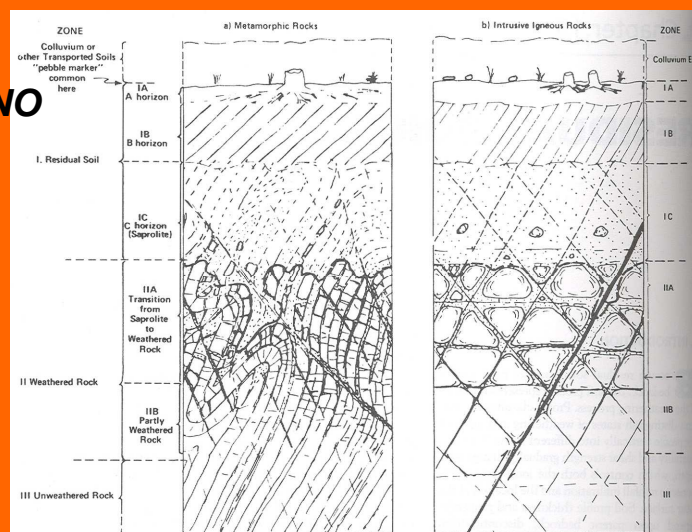 a) Metamorphic Rocks
b) Intrusive Igneous Rocks
ZONE
ZONE
Colluvium or
other Transported Soils
"pebble marker"
common
here
NO
IA
A horizon
IB
B horizon
I. Residual Soil
IC
C horizon
(Saprolite)
IIA
Transition
from
Saprolite
to
Weathered
Rock
II Weathered Rock
IIB
Partly
Weathered
Rock
III Unweathered Rock
Colluvium E
IA
IB
IC
IIA
IIB
III